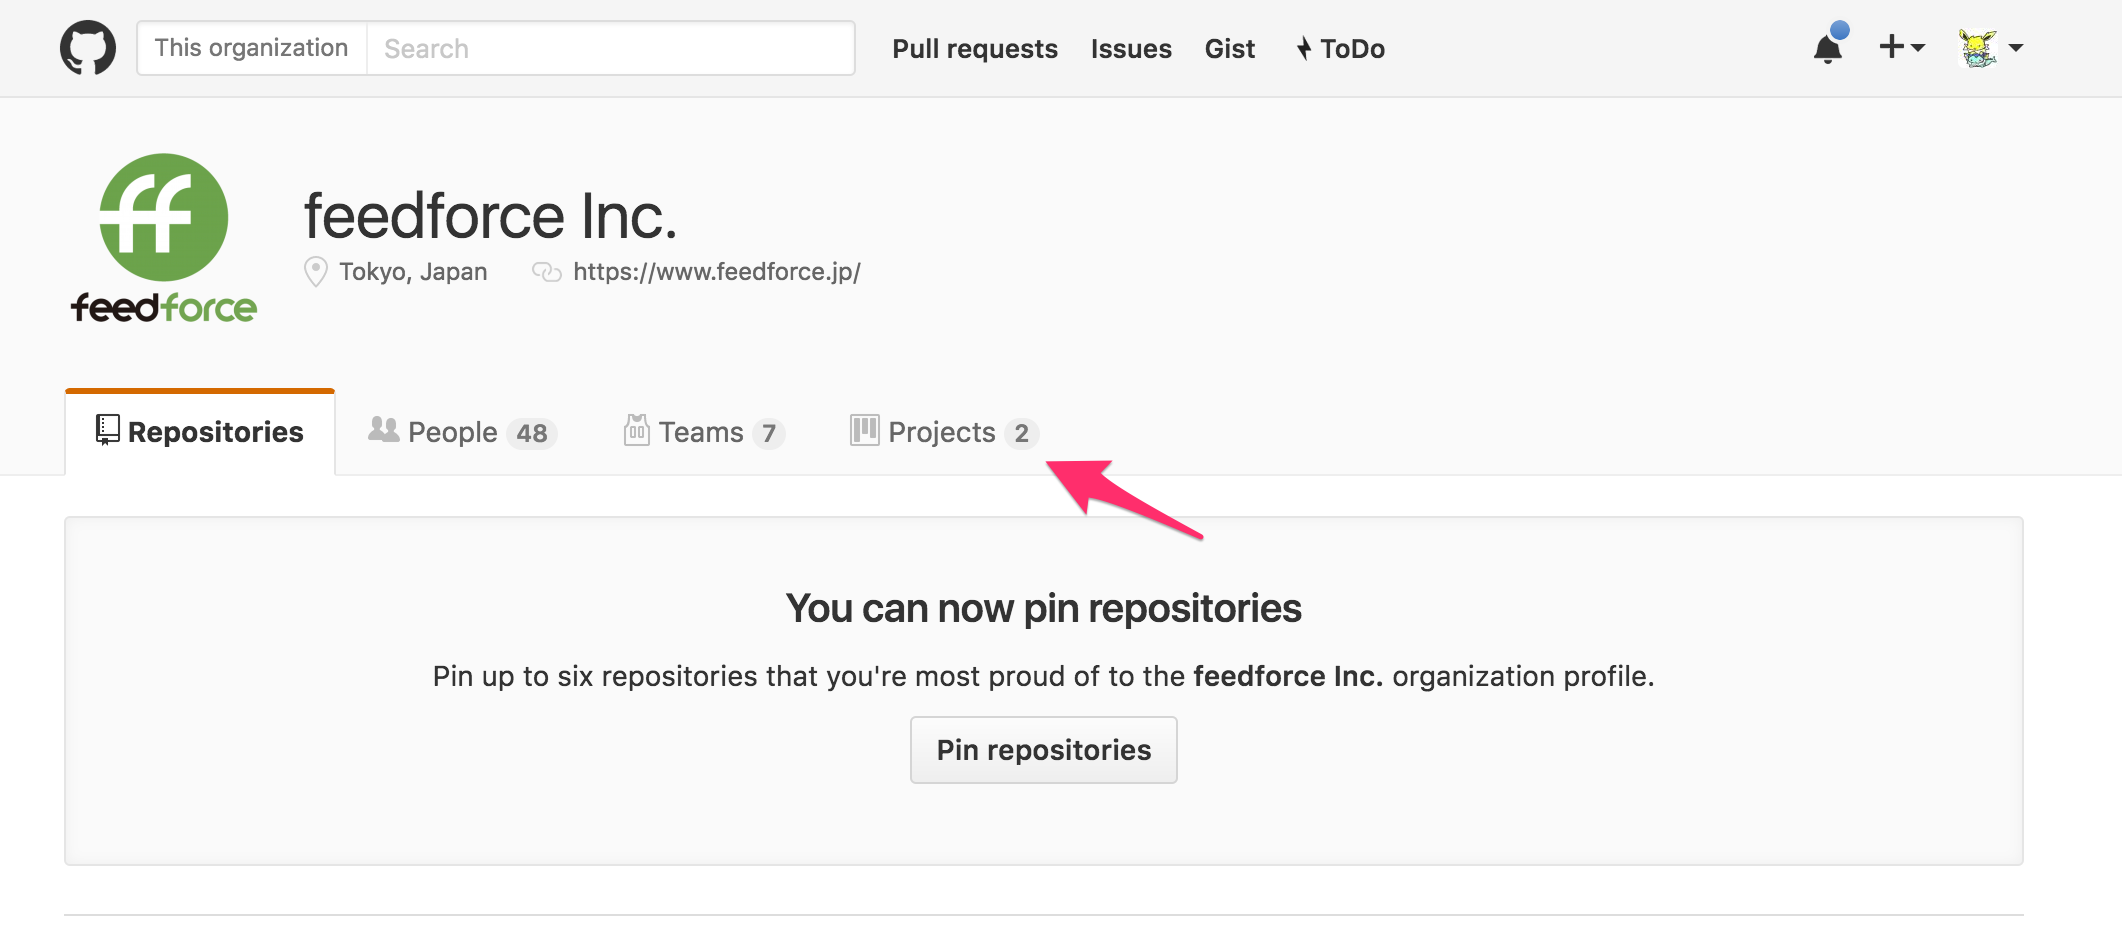 This organization Search Pull requests Issues Gist ToDo
ff
feedforce
feedforce Inc.
Tokyo, Japan https://www.feedforce.jp/
Repositories People 48 Teams 7 Projects 2
You can now pin repositories
Pin up to six repositories that you're most proud of to the feedforce Inc. organization profile.
Pin repositories